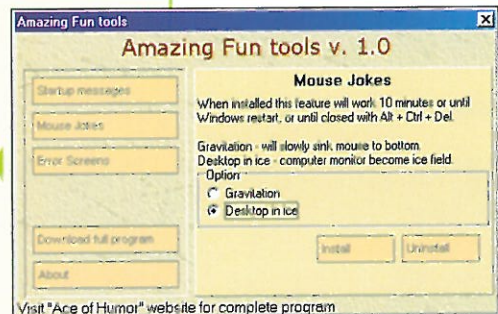 Amazing Fun tools
Amazing Fun tools v. 1.0
Startup messages
Mouse Jokes
Error Screens
Download full program
About
Mouse Jokes
When installed this feature will work 10 minutes or until
Windows restart, or until closed with Alt + Ctrl + Del.
Gravitation - will slowly sink mouse to bottom.
Desktop in ice - computer monitor become ice field.
Option
Gravitation
Desktop in ice
Install
Uninstall
Visit "Ace of Humor" website for complete program